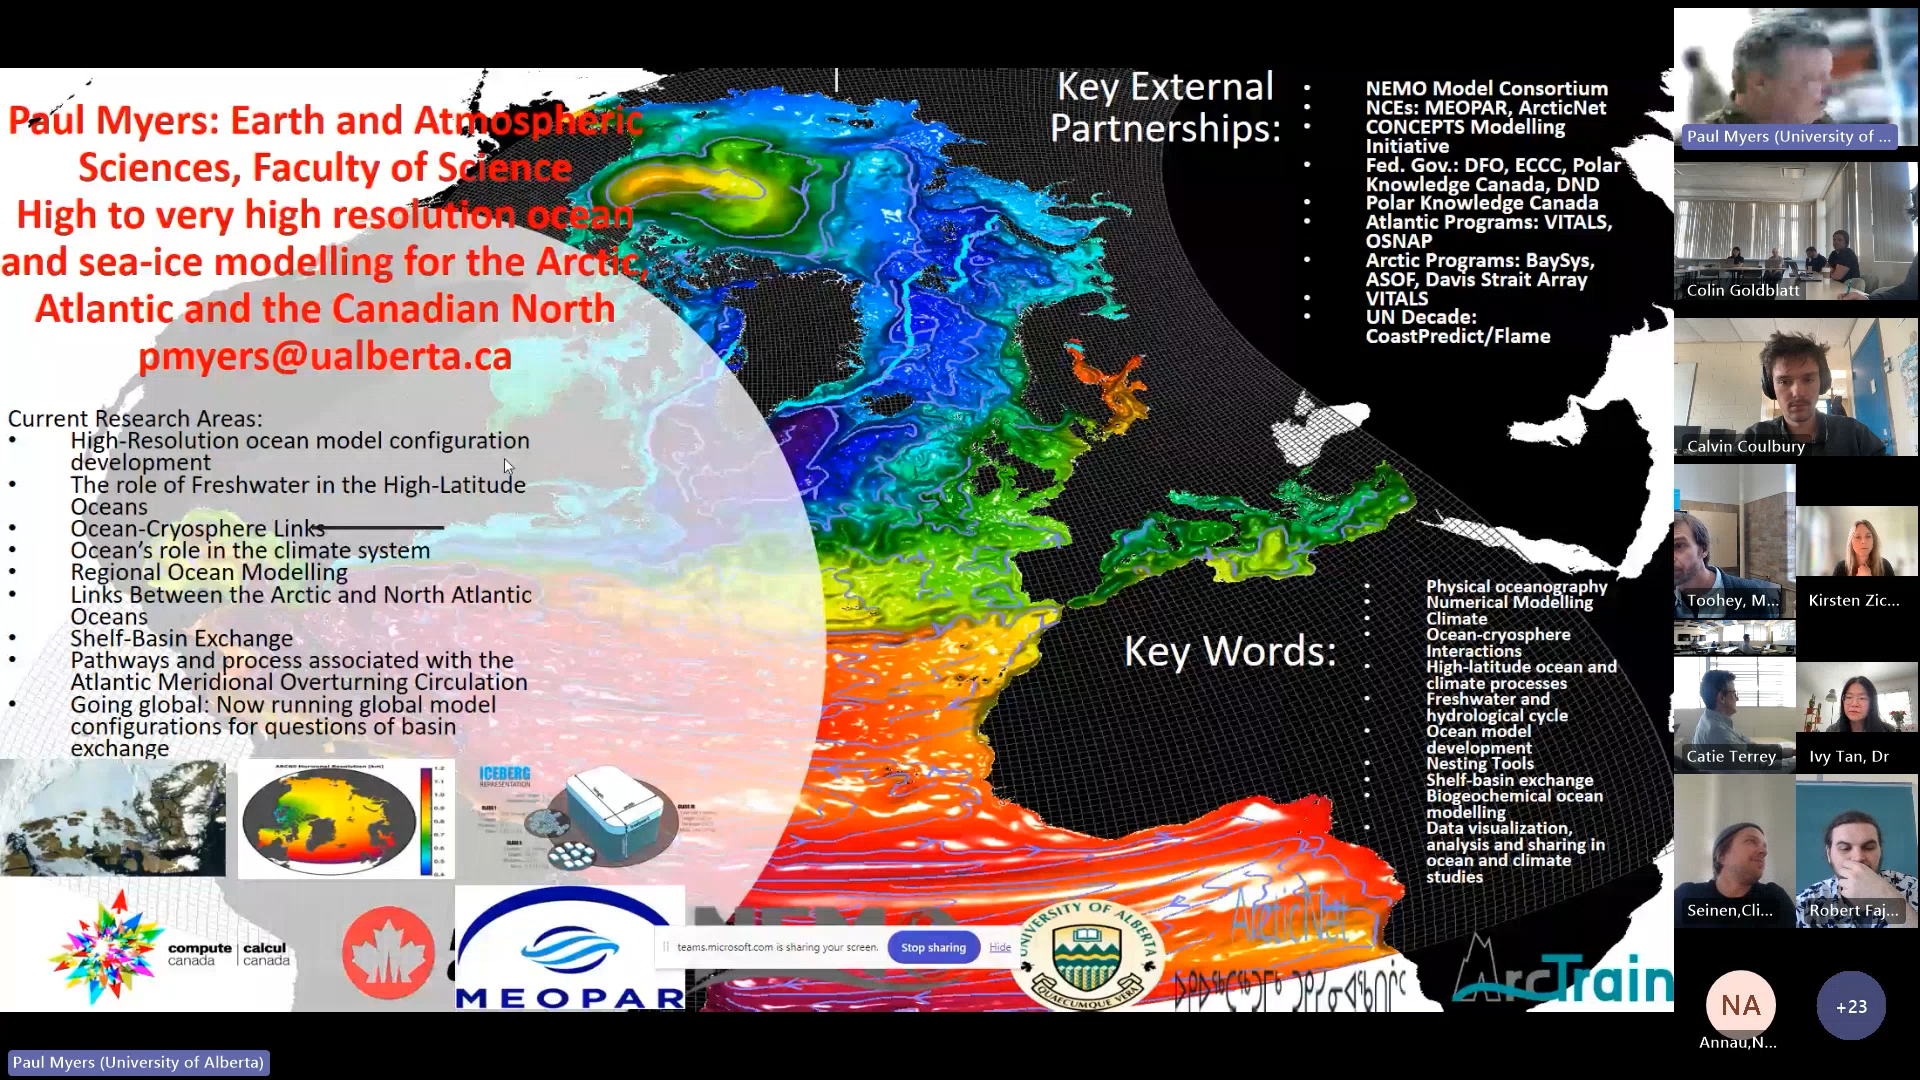 Paul Myers: Earth and Atmospheric
Sciences, Faculty of Science
High to very high resolution ocean
and sea-ice modelling for the Arctic,
Atlantic and the Canadian North
pmyers@ualberta.ca
Current Research Areas:
• High-Resolution ocean model configuration
development
• The role of Freshwater in the High-Latitude
Oceans
• Ocean-Cryosphere Links
• Ocean's role in the climate system
• Regional Ocean Modelling
• Links Between the Arctic and North Atlantic
Oceans
• Shelf-Basin Exchange
• Pathways and process associated with the
Atlantic Meridional Overturning Circulation
• Going global: Now running global model
configurations for questions of basin
exchange
Key External
Partnerships:
• NEMO Model Consortium
• NCEs: MEOPAR, ArcticNet
• CONCEPTS Modelling
Initiative
• Fed. Gov.: DFO, ECCC, Polar
Knowledge Canada, DND
• Polar Knowledge Canada
• Atlantic Programs: VITALS,
OSNAP
• Arctic Programs: BaySys,
ASOF, Davis Strait Array
• VITALS
• UN Decade:
CoastPredict/Flame
Key Words:
• Physical oceanography
• Numerical Modelling
• Climate
• Ocean-cryosphere
Interactions
• High-latitude ocean and
climate processes
• Freshwater and
hydrological cycle
• Ocean model
development
• Nesting Tools
• Shelf-basin exchange
• Biogeochemical ocean
modelling
• Data visualization,
analysis and sharing in
ocean and climate
studies
ICEBERG
REPRESENTATION
compute | calcul
canada | canada
MEOPAR
teams.microsoft.com is sharing your screen.
Stop sharing
Hide
UNIVERSITY OF ALBERTA
QUAECUMQUE VERA
ArcticNet
ArcTrain
Paul Myers (University of ...
Colin Goldblatt
Calvin Coulbury
Toohey, M...
Kirsten Zic...
Catie Terrey
Ivy Tan, Dr
Seinen,Cli...
Robert Faj...
NA
Annau,N...
+23
Paul Myers (University of Alberta)